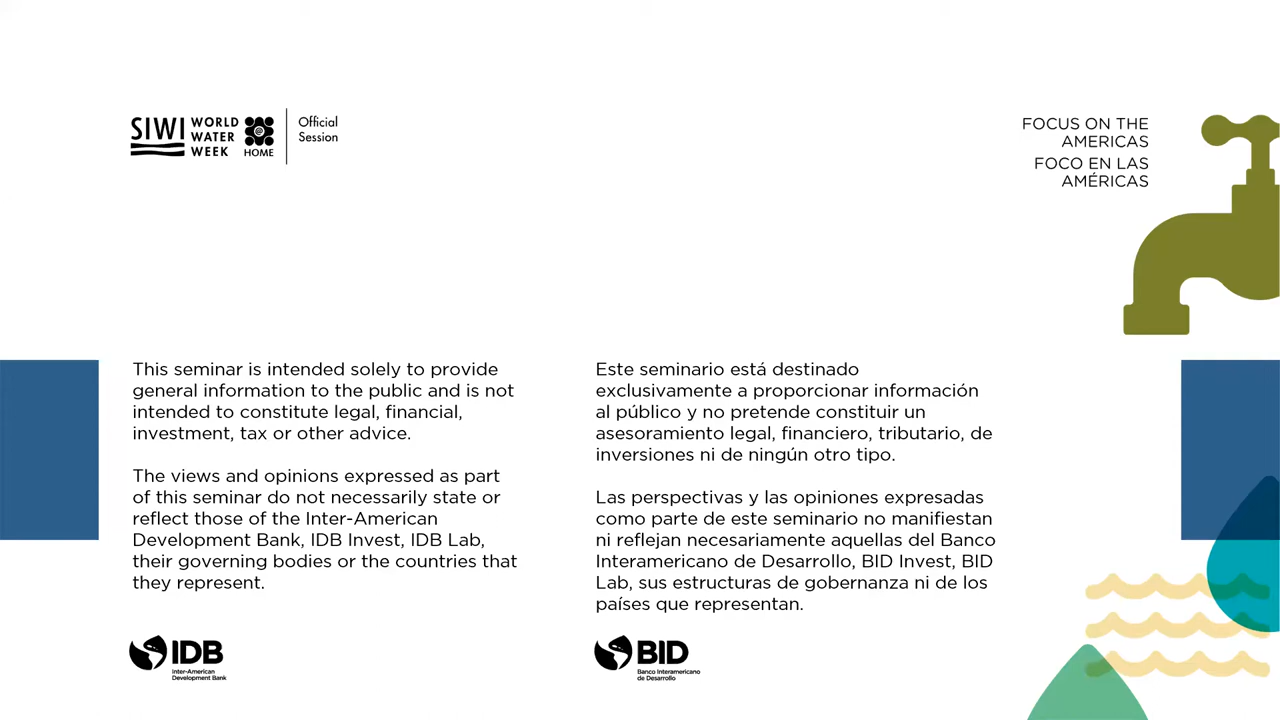 SIWI WORLD WATER WEEK @ HOME
Official
Session
FOCUS ON THE
AMERICAS
FOCO EN LAS
AMÉRICAS
This seminar is intended solely to provide
general information to the public and is not
intended to constitute legal, financial,
investment, tax or other advice.
The views and opinions expressed as part
of this seminar do not necessarily state or
reflect those of the Inter-American
Development Bank, IDB Invest, IDB Lab,
their governing bodies or the countries that
they represent.
IDB
Inter-American
Development Bank
Este seminario está destinado
exclusivamente a proporcionar información
al público y no pretende constituir un
asesoramiento legal, financiero, tributario, de
inversiones ni de ningún otro tipo.
Las perspectivas y las opiniones expresadas
como parte de este seminario no manifiestan
ni reflejan necesariamente aquellas del Banco
Interamericano de Desarrollo, BID Invest, BID
Lab, sus estructuras de gobernanza ni de los
países que representan.
BID
Banco Interamericano
de Desarrollo